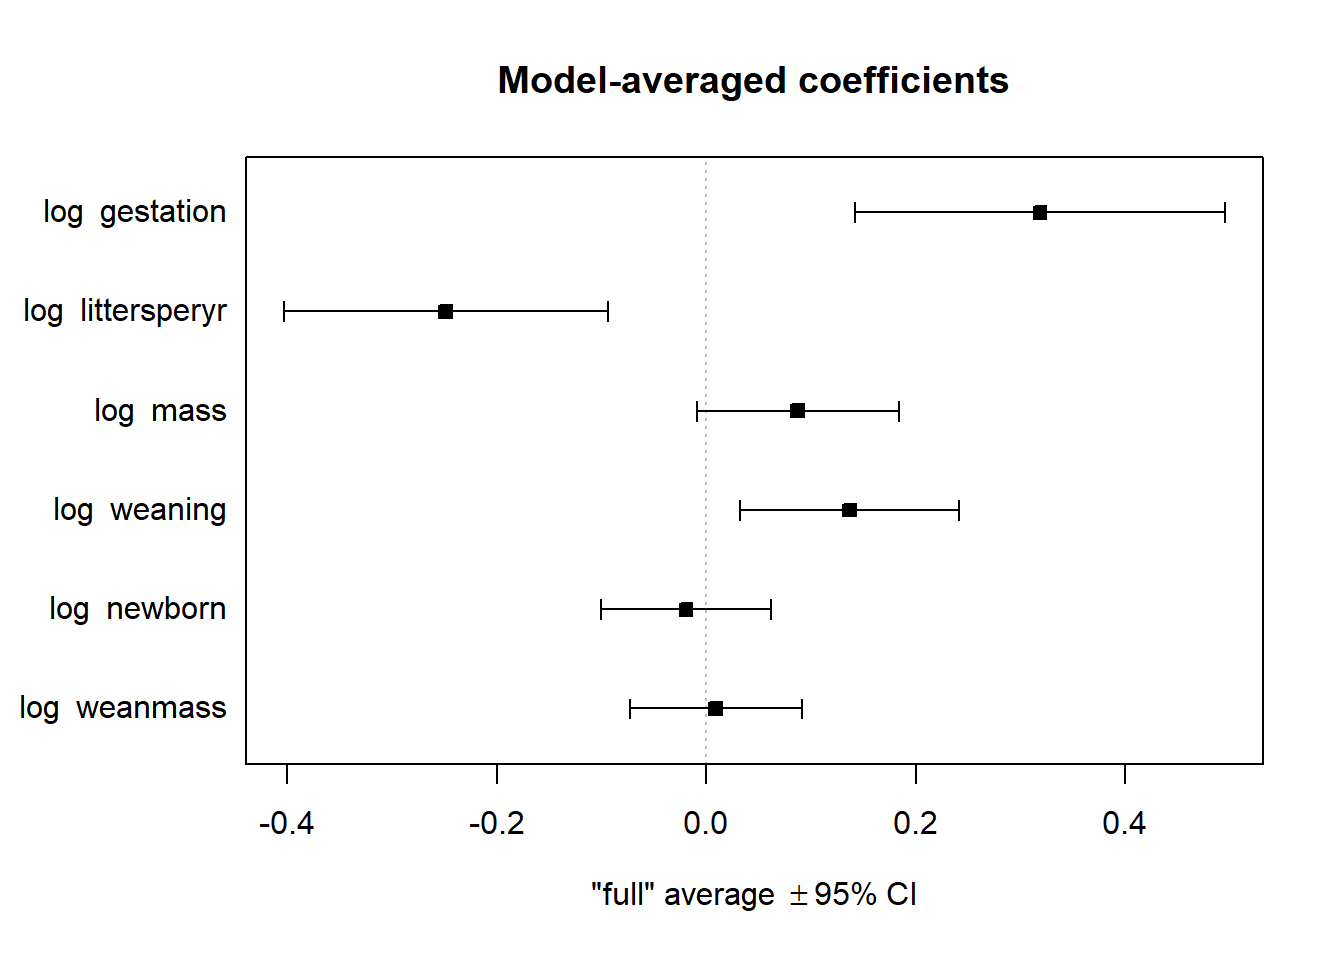 Model-averaged coefficients
log gestation
log littersperyr
log mass
log weaning
log newborn
log weanmass
-0.4 -0.2 0.0 0.2 0.4
"full" average ±95% CI